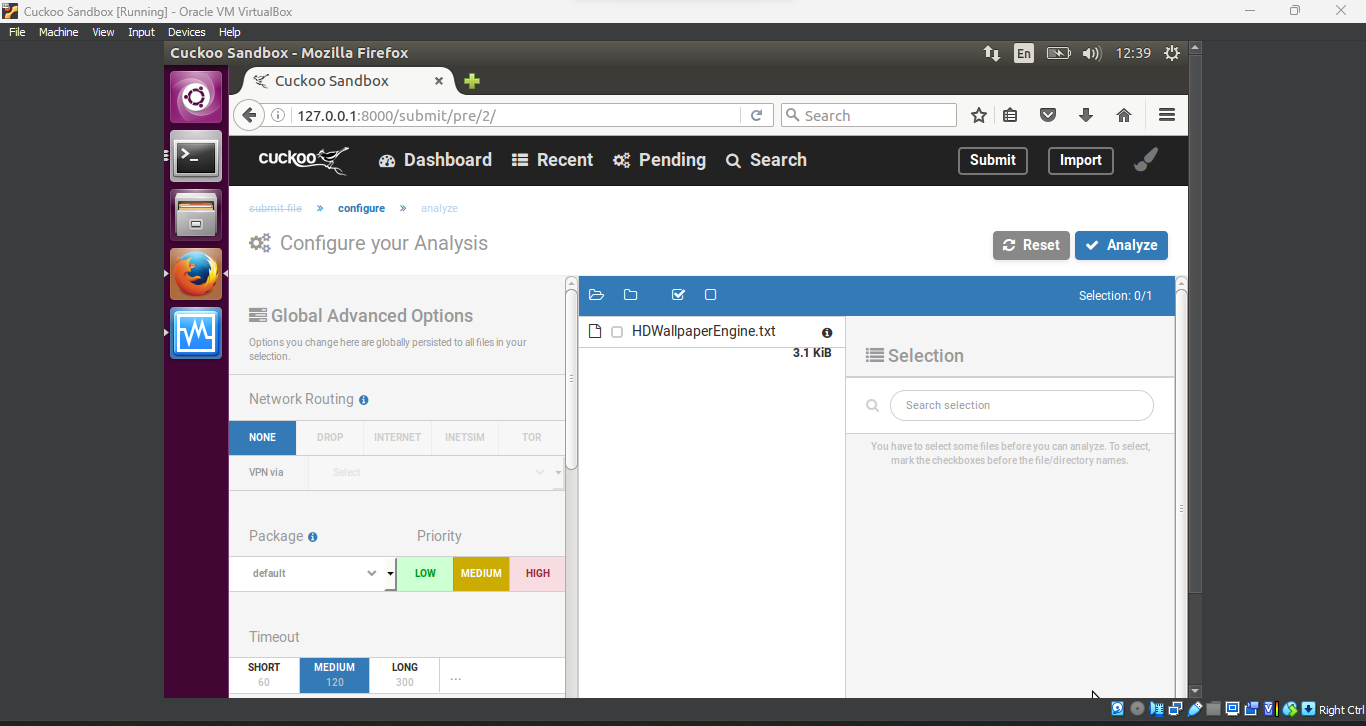 Cuckoo Sandbox [Running] - Oracle VM VirtualBox
File Machine View Input Devices Help
Cuckoo Sandbox - Mozilla Firefox
En
12:39
Cuckoo Sandbox
127.0.0.1:8000/submit/pre/2/
Search
cuckoo
Dashboard
Recent
Pending
Search
Submit
Import
submit file
configure
analyze
Configure your Analysis
Reset
Analyze
Selection: 0/1
Global Advanced Options
Options you change here are globally persisted to all files in your
selection.
Network Routing
NONE DROP INTERNET INETSIM TOR
VPN via Select
Package Priority
default LOW MEDIUM HIGH
Timeout
SHORT MEDIUM LONG
60 120 300 ...
HDWallpaperEngine.txt
3.1 KiB
Selection
Search selection
You have to select some files before you can analyze. To select,
mark the checkboxes before the file/directory names.
Right Ctrl